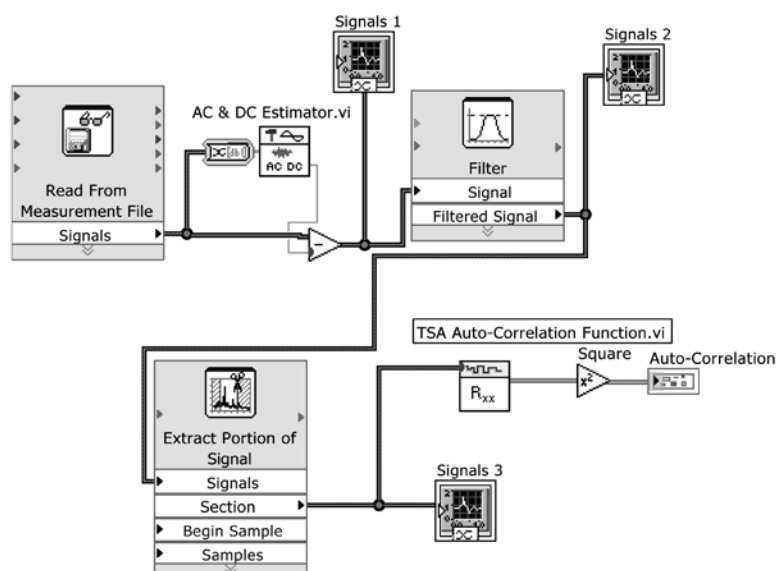 Signals 1
Signals 2
AC & DC Estimator.vi
AC DC
Read From
Measurement File
Signals
Filter
Signal
Filtered Signal
TSA Auto-Correlation Function.vi
Square
Auto-Correlation
Rxx
x²
Extract Portion of
Signal
Signals
Section
Begin Sample
Samples
Signals 3